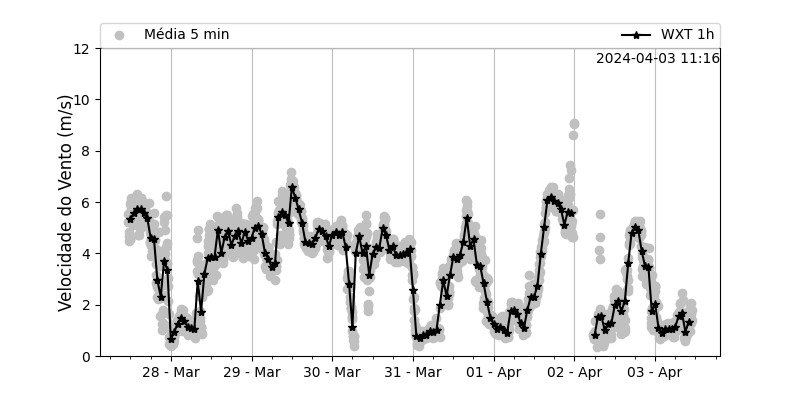 Média 5 min
WXT 1h
2024-04-03 11:16
Velocidade do Vento (m/s)
12
10
8
6
4
2
0
28 - Mar
29 - Mar
30 - Mar
31 - Mar
01 - Apr
02 - Apr
03 - Apr